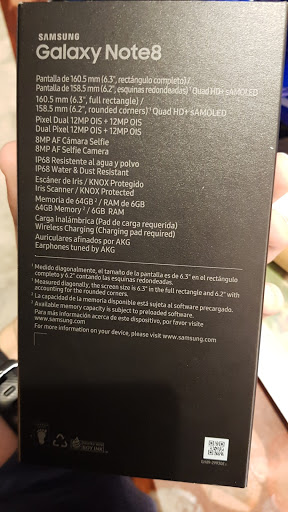 SAMSUNG
Galaxy Note8
Pantalla de 160.5 mm (6.3", rectángulo completo) /
Pantalla de 158.5 mm (6.2", esquinas redondeadas)¹ Quad HD+ sAMOLED
160.5 mm (6.3", full rectangle) /
158.5 mm (6.2", rounded corners)¹ Quad HD+ sAMOLED
Pixel Dual 12MP OIS + 12MP OIS
Dual Pixel 12MP OIS + 12MP OIS
8MP AF Cámara Selfie
8MP AF Selfie Camera
IP68 Resistente al agua y polvo
IP68 Water & Dust Resistant
Escáner de Iris / KNOX Protegido
Iris Scanner / KNOX Protected
Memoria de 64GB² / RAM de 6GB
64GB Memory² / 6GB RAM
Carga Inalámbrica (Pad de carga requerida)
Wireless Charging (Charging pad required)
Auriculares afinados por AKG
Earphones tuned by AKG
¹ Medido diagonalmente, el tamaño de la pantalla es de 6.3" en el rectángulo
completo y 6.2" contando las esquinas redondeadas.
¹ Measured diagonally, the screen size is 6.3" in the full rectangle and 6.2" with
accounting for the rounded corners.
² La capacidad de la memoria disponible está sujeta al software precargado.
² Available memory capacity is subject to preloaded software.
Para más información acerca de este dispositivo, por favor visite
www.samsung.com
For more information on your device, please visit www.samsung.com